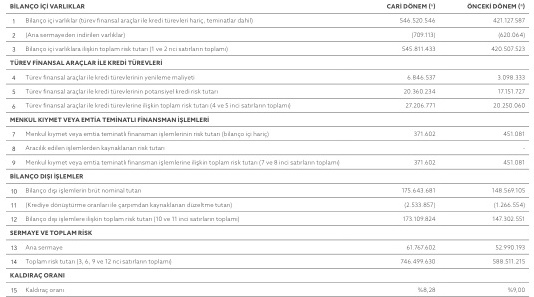 BİLANÇO İÇİ VARLIKLAR CARİ DÖNEM (*) ÖNCEKİ DÖNEM (*)
1 Bilanço içi varlıklar (türev finansal araçlar ile kredi türevleri hariç, teminatlar dahil) 546.520.546 421.127.587
2 (Ana sermayeden indirilen varlıklar) (709.113) (620.064)
3 Bilanço içi varlıklara ilişkin toplam risk tutarı (1 ve 2 nci satırların toplamı) 545.811.433 420.507.523
TÜREV FİNANSAL ARAÇLAR İLE KREDİ TÜREVLERİ
4 Türev finansal araçlar ile kredi türevlerinin yenileme maliyeti 6.846.537 3.098.333
5 Türev finansal araçlar ile kredi türevlerinin potansiyel kredi risk tutarı 20.360.234 17.151.727
6 Türev finansal araçlar ile kredi türevlerine ilişkin toplam risk tutarı (4 ve 5 inci satırların toplamı) 27.206.771 20.250.060
MENKUL KIYMET VEYA EMTİA TEMİNATLI FİNANSMAN İŞLEMLERİ
7 Menkul kıymet veya emtia teminatlı finansman işlemlerinin risk tutarı (bilanço içi hariç) 371.602 451.081
8 Aracılık edilen işlemlerden kaynaklanan risk tutarı - -
9 Menkul kıymet veya emtia teminatlı finansman işlemlerine ilişkin toplam risk tutarı (7 ve 8 inci satırların toplamı) 371.602 451.081
BİLANÇO DIŞI İŞLEMLER
10 Bilanço dışı işlemlerin brüt nominal tutarı 175.643.681 148.569.105
11 (Krediye dönüştürme oranları ile çarpımdan kaynaklanan düzeltme tutarı) (2.533.857) (1.266.554)
12 Bilanço dışı işlemlere ilişkin toplam risk tutarı (10 ve 11 inci satırların toplamı) 173.109.824 147.302.551
SERMAYE VE TOPLAM RİSK
13 Ana sermaye 61.767.602 52.990.193
14 Toplam risk tutarı (3, 6, 9 ve 12 nci satırların toplamı) 746.499.630 588.511.215
KALDIRAÇ ORANI
15 Kaldıraç oranı %8,28 %9,00